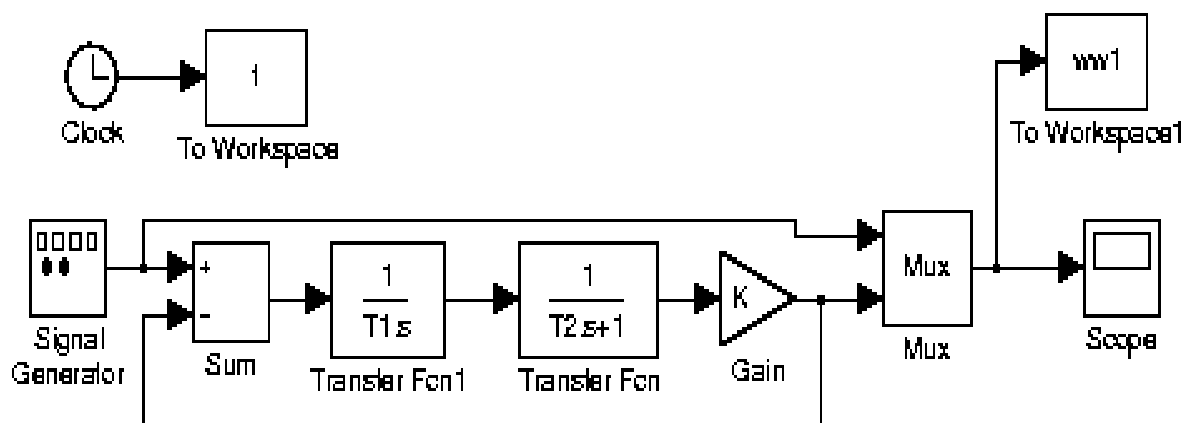 1
Clock
To Workspace
ww1
To Workspace1
Signal
Generator
+
−
Sum
1
T1.s
Transfer Fcn1
1
T2.s+1
Transfer Fcn
K
Gain
Mux
Mux
Scope